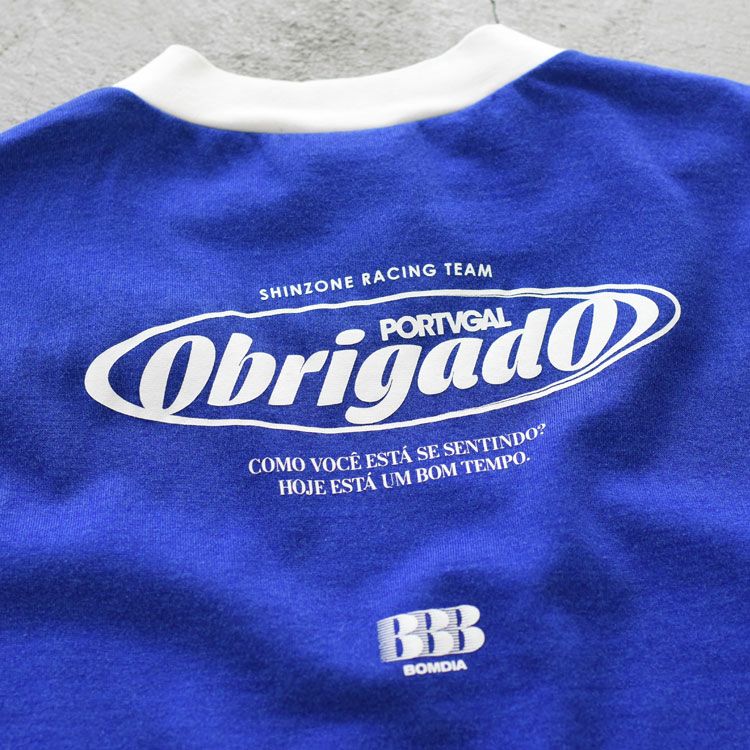 SHINZONE RACING TEAM
PORTVGAL
ObrigadO
COMO VOCÊ ESTÁ SE SENTINDO?
HOJE ESTÁ UM BOM TEMPO.
BBB
BOMDIA